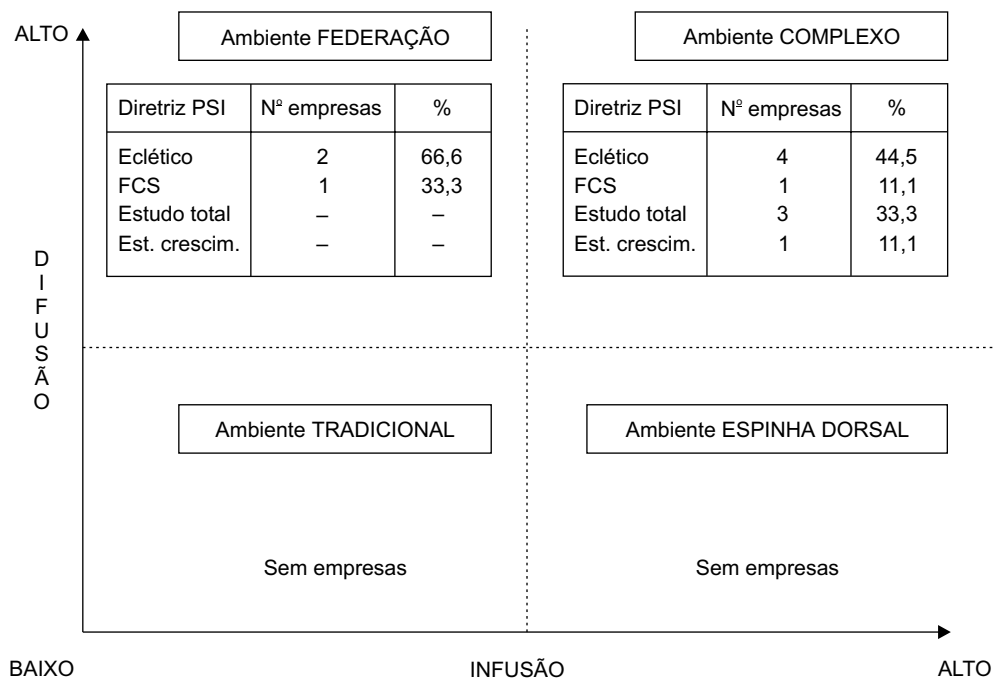 ALTO
Ambiente FEDERAÇÃO
Diretriz PSI Nº empresas %
Eclético 2 66,6
FCS 1 33,3
Estudo total – –
Est. crescim. – –
Ambiente COMPLEXO
Diretriz PSI Nº empresas %
Eclético 4 44,5
FCS 1 11,1
Estudo total 3 33,3
Est. crescim. 1 11,1
DIFUSÃO
Ambiente TRADICIONAL
Sem empresas
Ambiente ESPINHA DORSAL
Sem empresas
BAIXO INFUSÃO ALTO